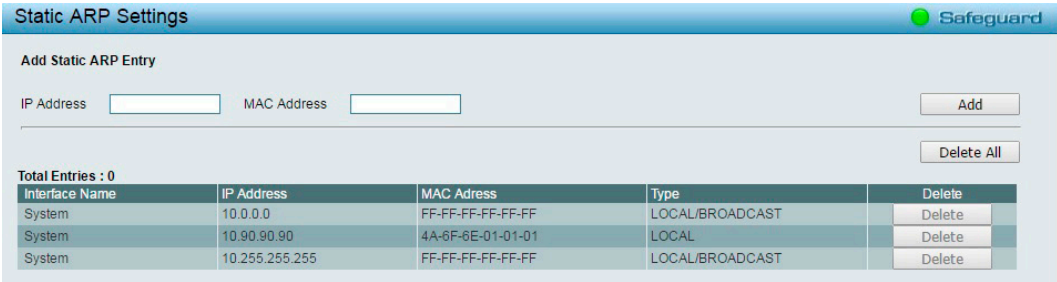 Static ARP Settings Safeguard
Add Static ARP Entry
IP Address MAC Address Add
Delete All
Total Entries : 0
Interface Name IP Address MAC Adress Type Delete
System 10.0.0.0 FF-FF-FF-FF-FF-FF LOCAL/BROADCAST Delete
System 10.90.90.90 4A-6F-6E-01-01-01 LOCAL Delete
System 10.255.255.255 FF-FF-FF-FF-FF-FF LOCAL/BROADCAST Delete